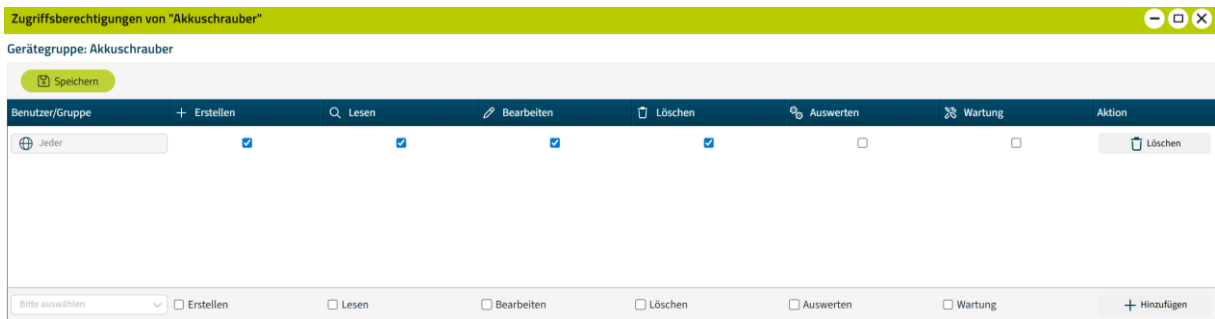 Zugriffsberechtigungen von "Akkuschrauber"
Gerätegruppe: Akkuschrauber
Speichern
Benutzer/Gruppe Erstellen Lesen Bearbeiten Löschen Auswerten Wartung Aktion
Jeder Löschen
Bitte auswählen Erstellen Lesen Bearbeiten Löschen Auswerten Wartung Hinzufügen